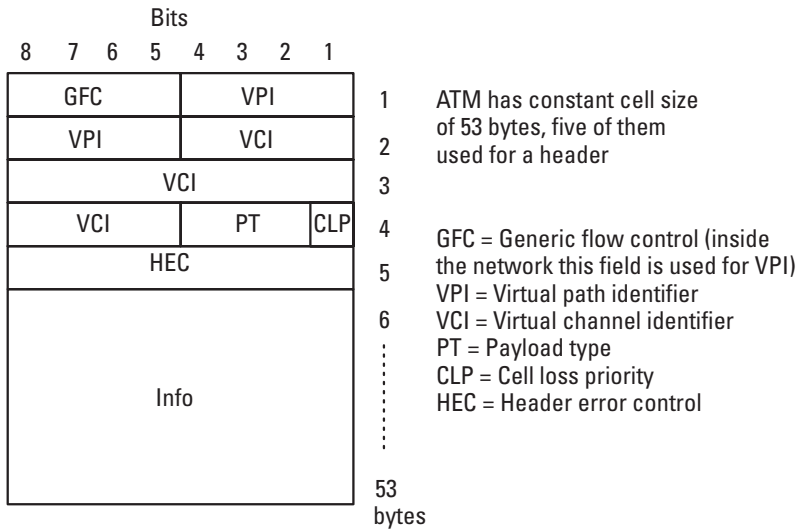 Bits
8 7 6 5 4 3 2 1
GFC VPI 1
VPI VCI 2
VCI 3
VCI PT CLP 4
HEC 5
6
Info
53
bytes
ATM has constant cell size
of 53 bytes, five of them
used for a header
GFC = Generic flow control (inside
the network this field is used for VPI)
VPI = Virtual path identifier
VCI = Virtual channel identifier
PT = Payload type
CLP = Cell loss priority
HEC = Header error control